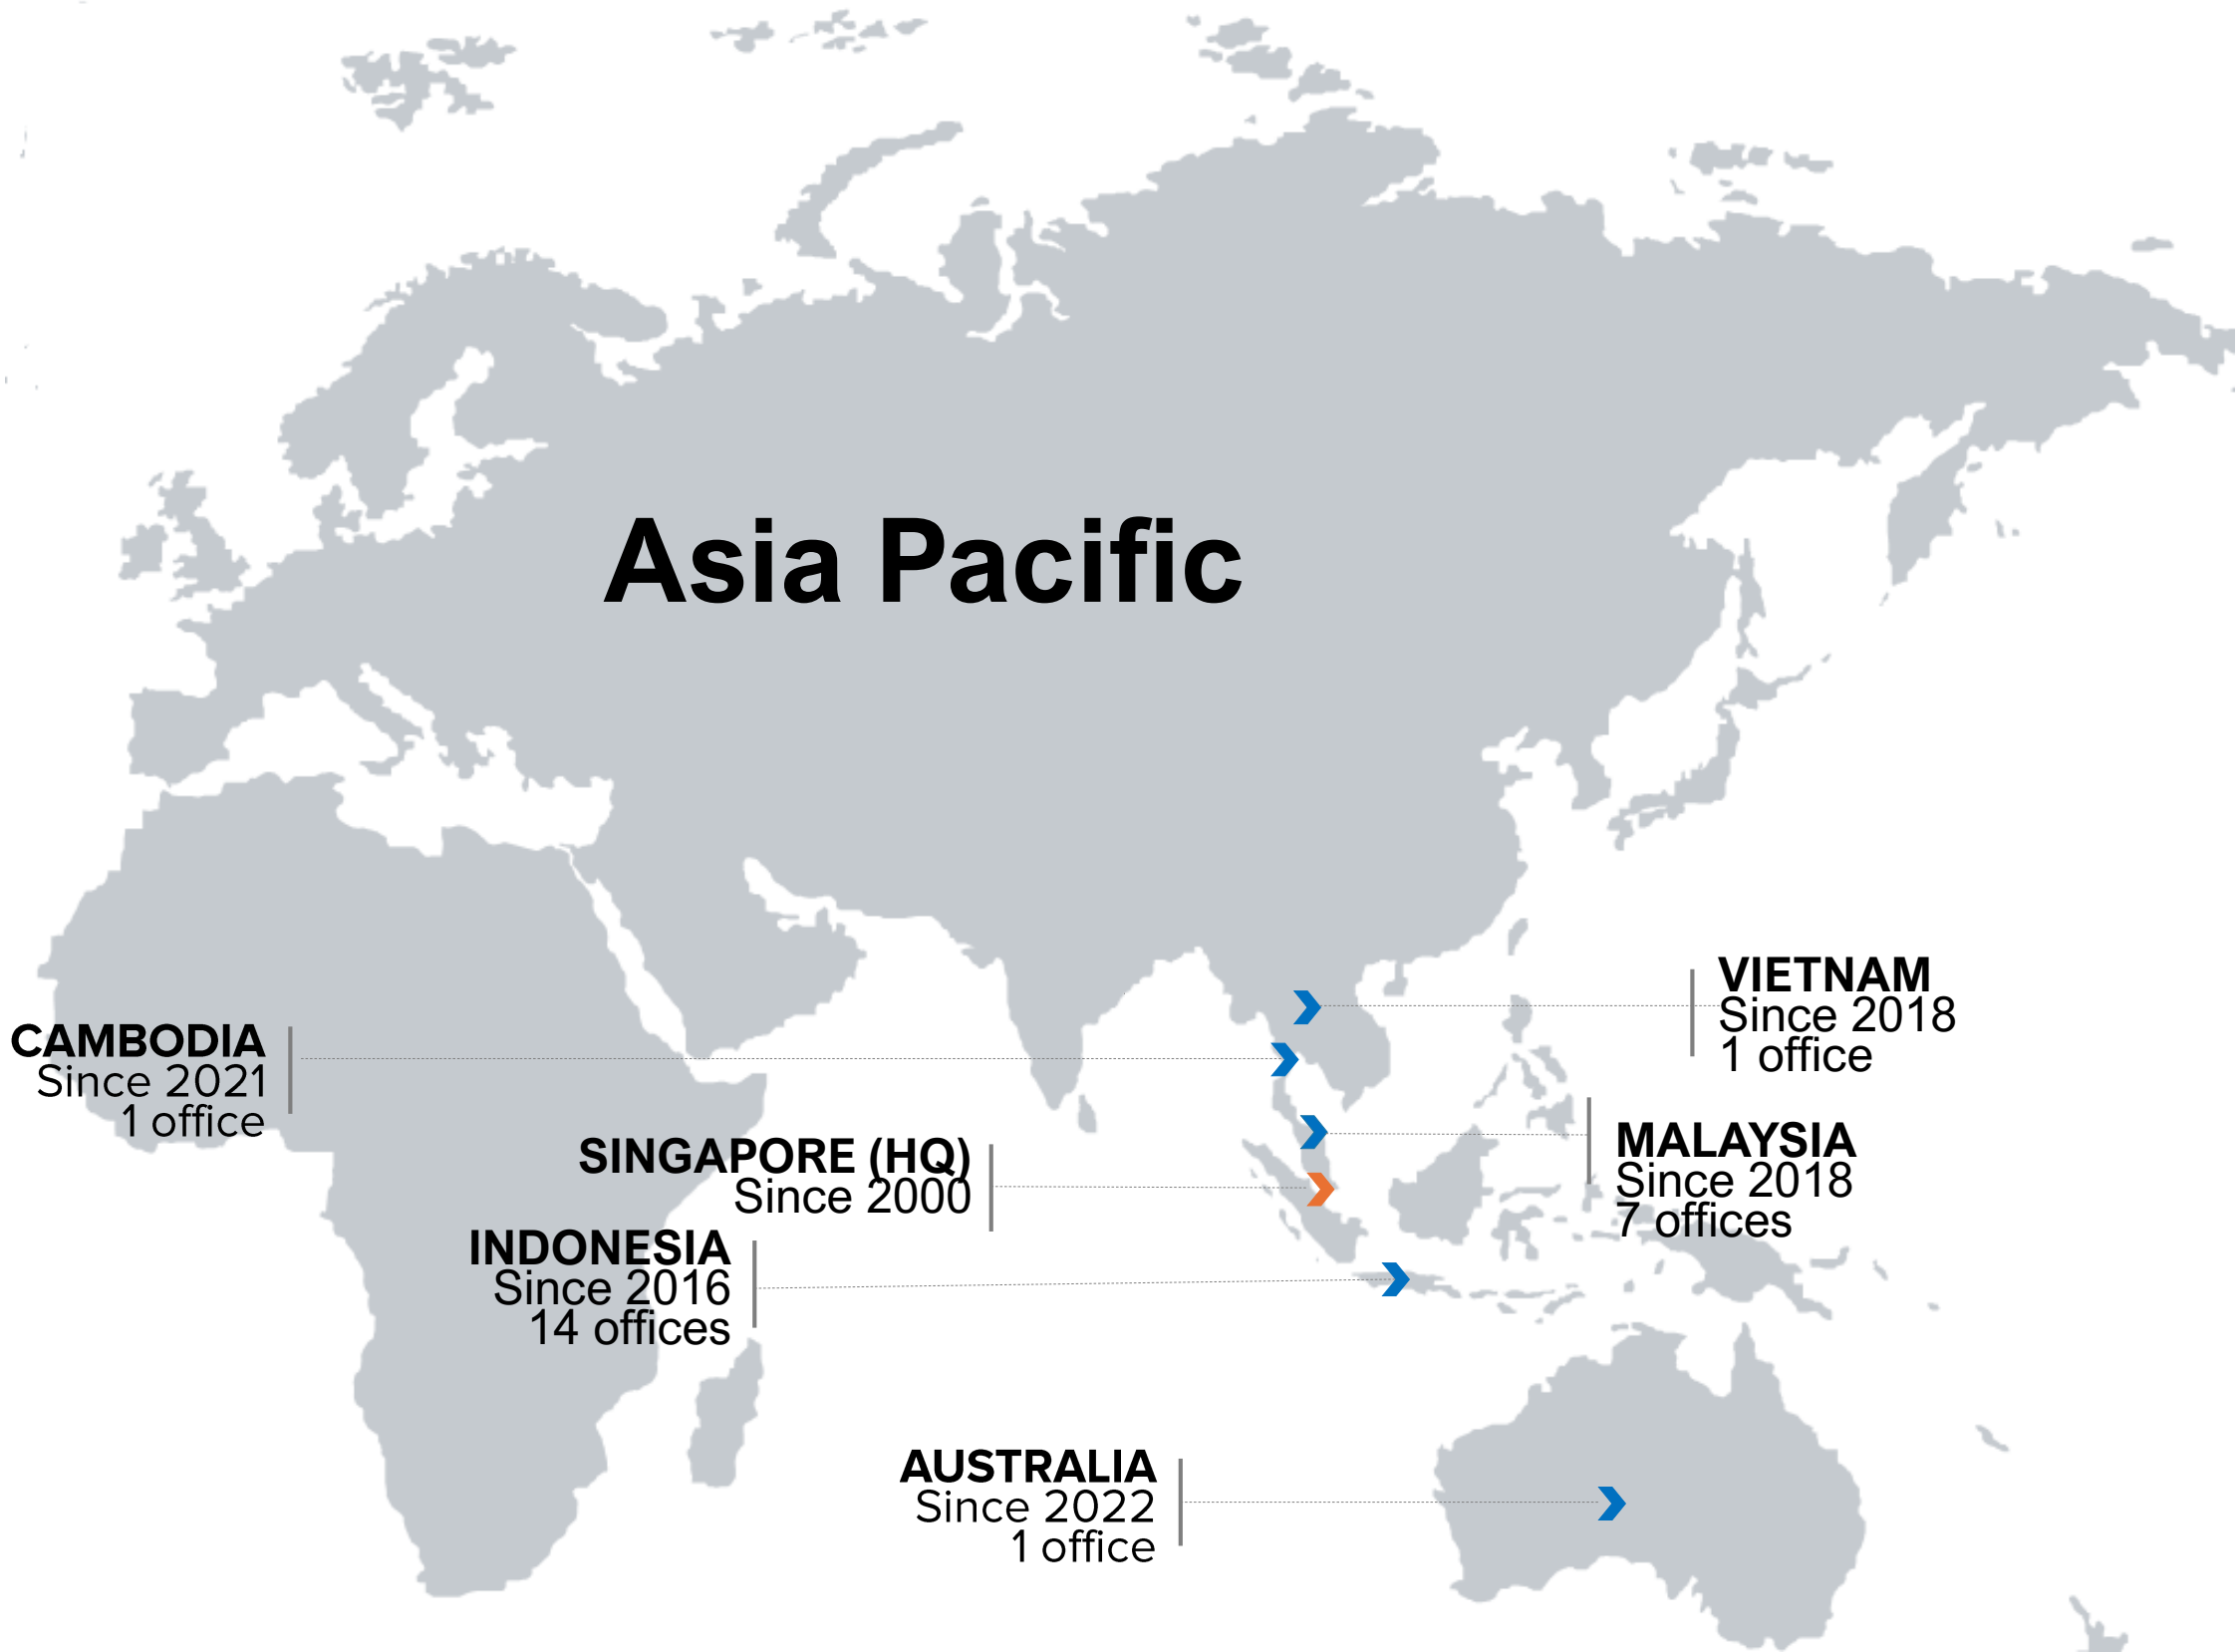 Asia Pacific
VIETNAM
Since 2018
1 office
CAMBODIA
Since 2021
1 office
MALAYSIA
Since 2018
7 offices
SINGAPORE (HQ)
Since 2000
INDONESIA
Since 2016
14 offices
AUSTRALIA
Since 2022
1 office